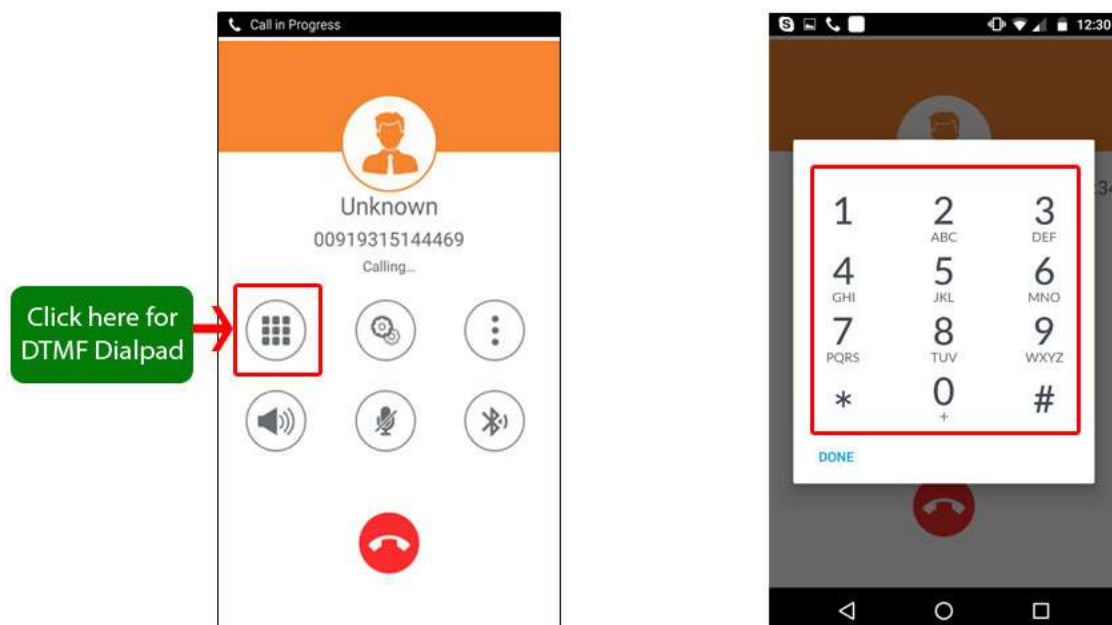 Call in Progress
Unknown
00919315144469
Calling...
Click here for
DTMF Dialpad
12:30
34
1 2 3
ABC DEF
4 5 6
GHI JKL MNO
7 8 9
PQRS TUV WXYZ
* 0 #
+
DONE